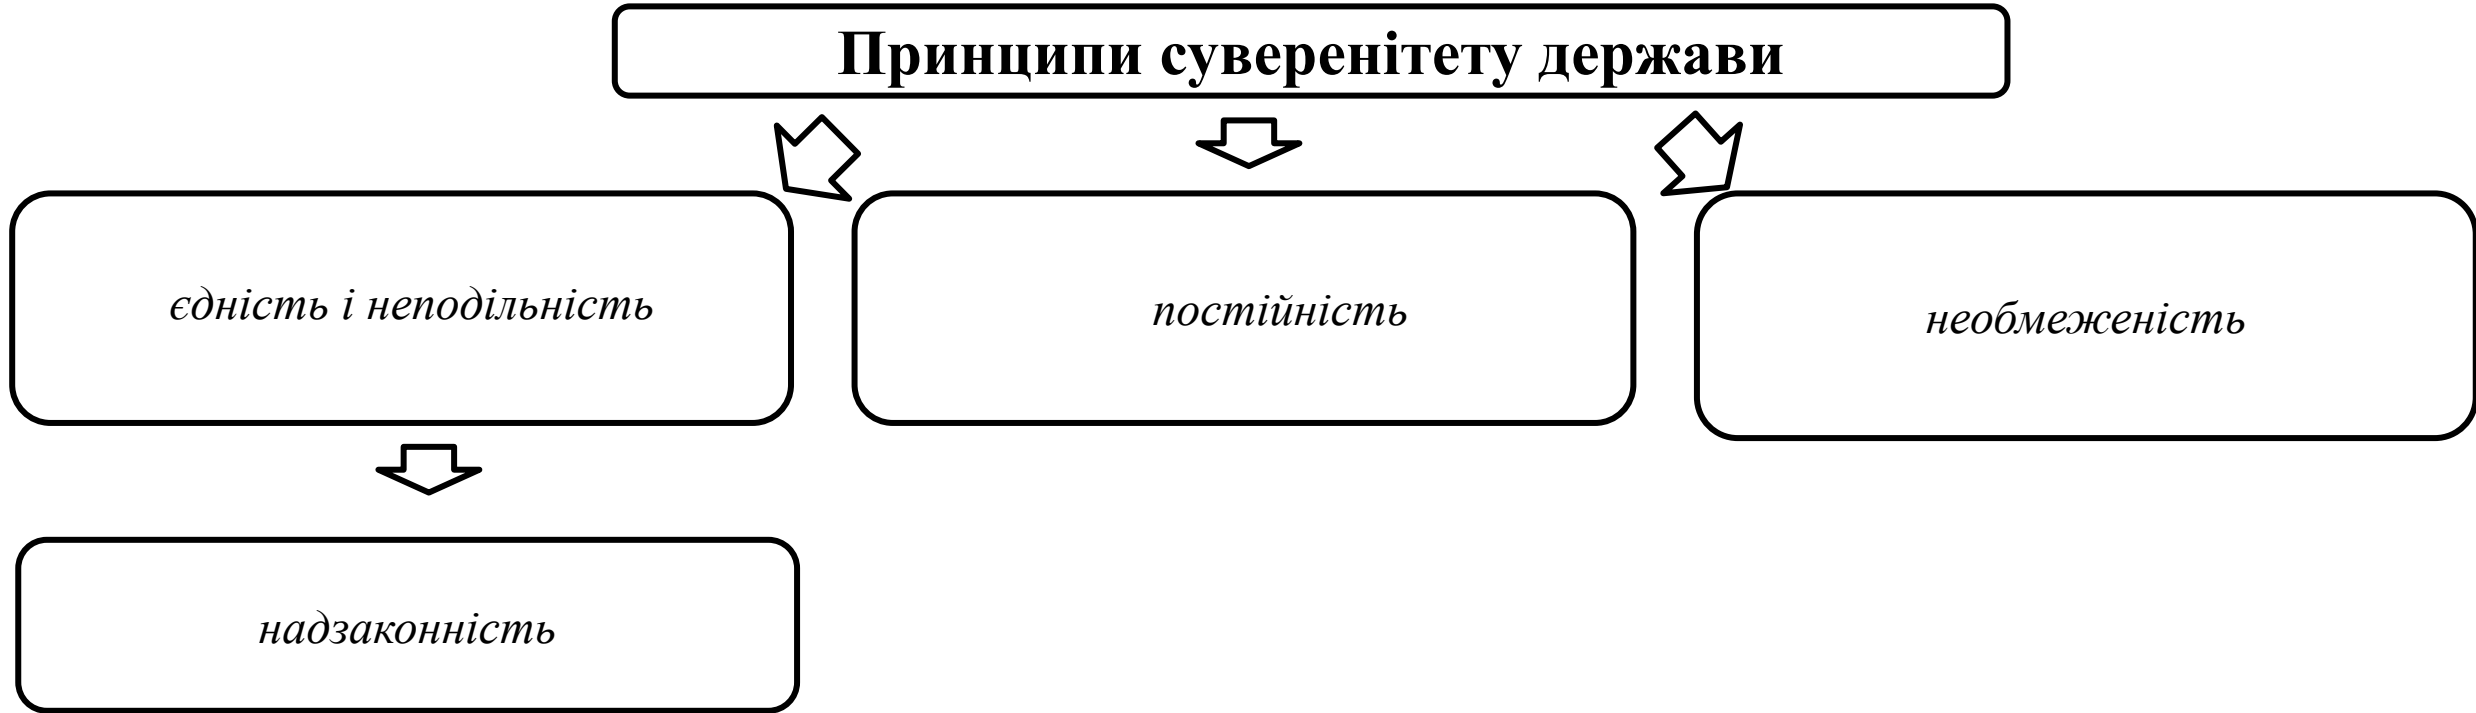 Принципи суверенітету держави
єдність і неподільність
постійність
необмеженість
надзаконність